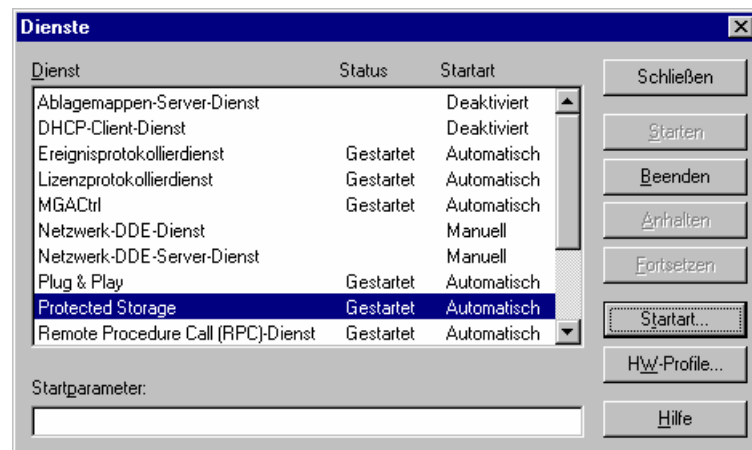 Dienste
Dienst Status Startart
Ablagemappen-Server-Dienst Deaktiviert
DHCP-Client-Dienst Deaktiviert
Ereignisprotokollierdienst Gestartet Automatisch
Lizenzprotokollierdienst Gestartet Automatisch
MGACtrl Gestartet Automatisch
Netzwerk-DDE-Dienst Manuell
Netzwerk-DDE-Server-Dienst Manuell
Plug & Play Gestartet Automatisch
Protected Storage Gestartet Automatisch
Remote Procedure Call (RPC)-Dienst Gestartet Automatisch
Startparameter:
Schließen
Starten
Beenden
Anhalten
Fortsetzen
Startart...
HW-Profile...
Hilfe